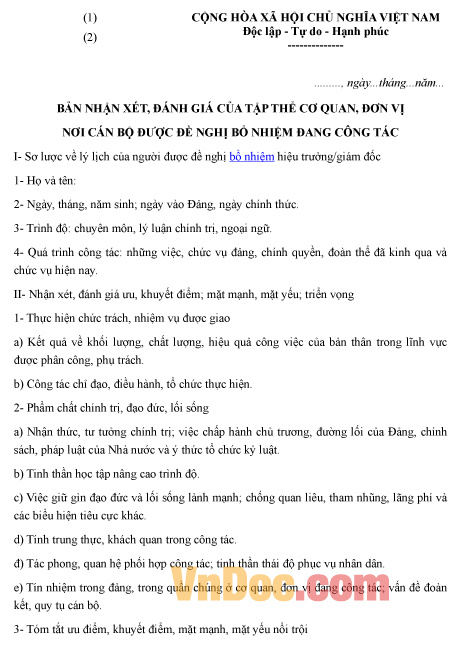 (1)
CỘNG HÒA XÃ HỘI CHỦ NGHĨA VIỆT NAM
(2)
Độc lập - Tự do - Hạnh phúc
--------------
........., ngày...tháng...năm...
BẢN NHẬN XÉT, ĐÁNH GIÁ CỦA TẬP THỂ CƠ QUAN, ĐƠN VỊ
NƠI CÁN BỘ ĐƯỢC ĐỀ NGHỊ BỔ NHIỆM ĐANG CÔNG TÁC
I- Sơ lược về lý lịch của người được đề nghị bổ nhiệm hiệu trưởng/giám đốc
1- Họ và tên:
2- Ngày, tháng, năm sinh; ngày vào Đảng, ngày chính thức.
3- Trình độ: chuyên môn, lý luận chính trị, ngoại ngữ.
4- Quá trình công tác: những việc, chức vụ đảng, chính quyền, đoàn thể đã kinh qua và
chức vụ hiện nay.
II- Nhận xét, đánh giá ưu, khuyết điểm; mặt mạnh, mặt yếu; triển vọng
1- Thực hiện chức trách, nhiệm vụ được giao
a) Kết quả về khối lượng, chất lượng, hiệu quả công việc của bản thân trong lĩnh vực
được phân công, phụ trách.
b) Công tác chỉ đạo, điều hành, tổ chức thực hiện.
2- Phẩm chất chính trị, đạo đức, lối sống
a) Nhận thức, tư tưởng chính trị; việc chấp hành chủ trương, đường lối của Đảng, chính
sách, pháp luật của Nhà nước và ý thức tổ chức kỷ luật.
b) Tinh thần học tập nâng cao trình độ.
c) Việc giữ gìn đạo đức và lối sống lành mạnh; chống quan liêu, tham nhũng, lãng phí và
các biểu hiện tiêu cực khác.
d) Tính trung thực, khách quan trong công tác.
đ) Tác phong, quan hệ phối hợp công tác; tinh thần thái độ phục vụ nhân dân.
e) Tín nhiệm trong đảng, trong quần chúng ở cơ quan, đơn vị đang công tác; vấn đề đoàn
kết, quy tụ cán bộ.
VnDoc.com
3- Tóm tắt ưu điểm, khuyết điểm, mặt mạnh, mặt yếu nổi trội